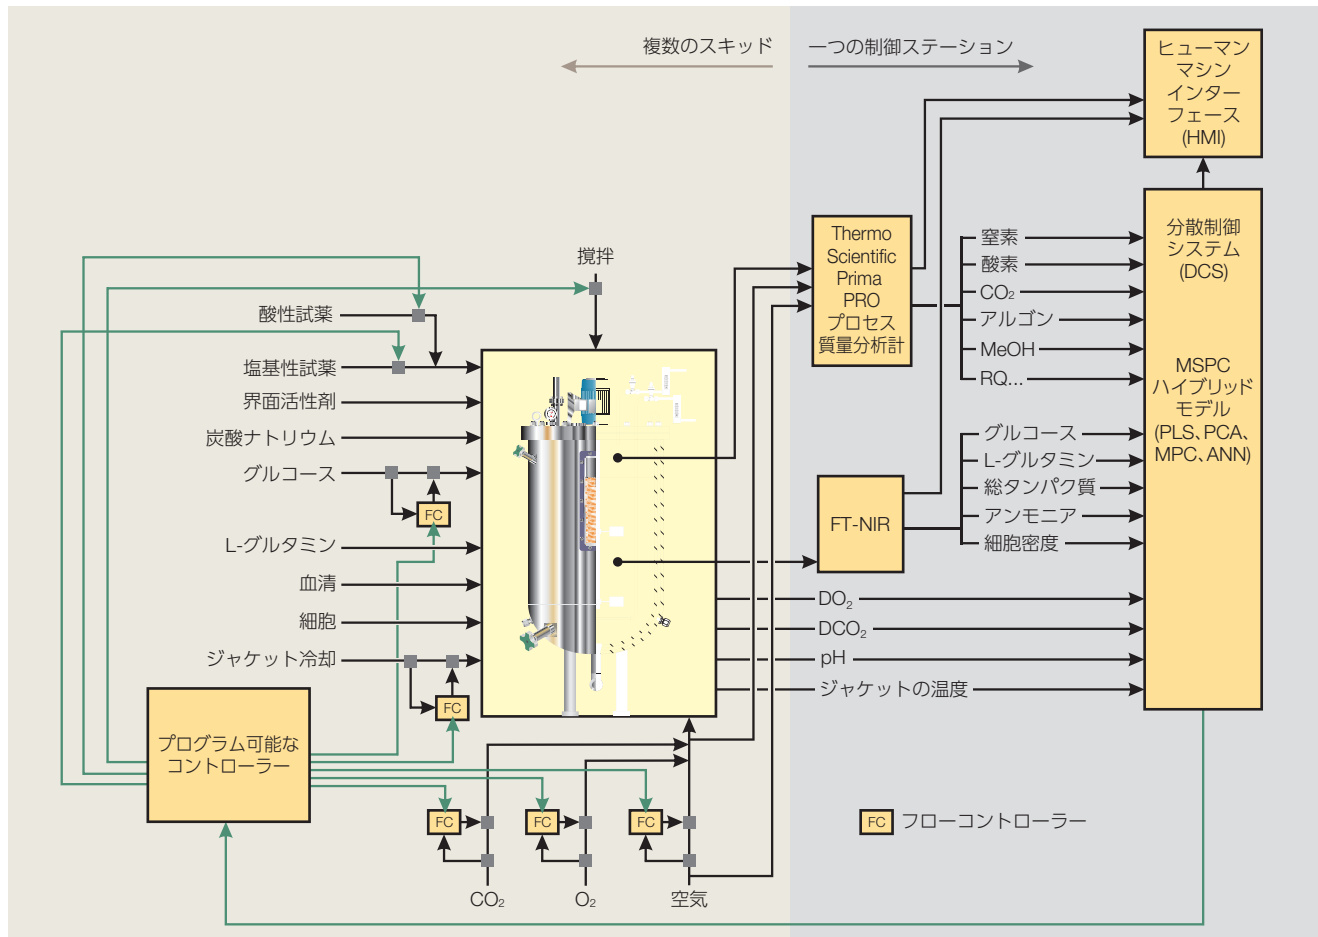 複数のスキッド
一つの制御ステーション
ヒューマン
マシン
インター
フェース
(HMI)
Thermo
Scientific
Prima
PRO
プロセス
質量分析計
窒素
酸素
CO₂
アルゴン
MeOH
RQ...
分散制御
システム
(DCS)
MSPC
ハイブリッド
モデル
(PLS、PCA、
MPC、ANN)
撹拌
酸性試薬
塩基性試薬
界面活性剤
炭酸ナトリウム
グルコース
FC
L-グルタミン
血清
細胞
ジャケット冷却
FC
FT-NIR
グルコース
L-グルタミン
総タンパク質
アンモニア
細胞密度
DO₂
DCO₂
pH
ジャケットの温度
プログラム可能な
コントローラー
FC
FC
FC
CO₂
O₂
空気
FC フローコントローラー